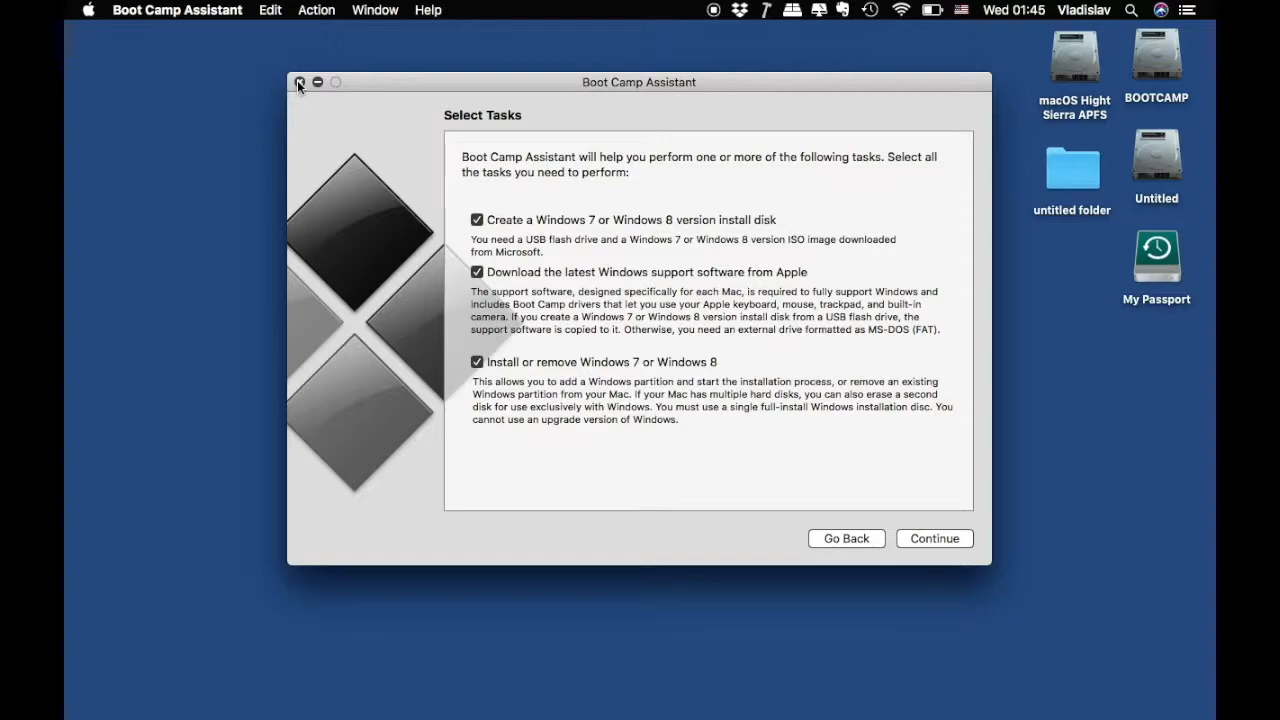 Boot Camp Assistant Edit Action Window Help Wed 01:45 Vladislav
Boot Camp Assistant
Select Tasks
Boot Camp Assistant will help you perform one or more of the following tasks. Select all
the tasks you need to perform:
Create a Windows 7 or Windows 8 version install disk
You need a USB flash drive and a Windows 7 or Windows 8 version ISO image downloaded
from Microsoft.
Download the latest Windows support software from Apple
The support software, designed specifically for each Mac, is required to fully support Windows and
includes Boot Camp drivers that let you use your Apple keyboard, mouse, trackpad, and built-in
camera. If you create a Windows 7 or Windows 8 version install disk from a USB flash drive, the
support software is copied to it. Otherwise, you need an external drive formatted as MS-DOS (FAT).
Install or remove Windows 7 or Windows 8
This allows you to add a Windows partition and start the installation process, or remove an existing
Windows partition from your Mac. If your Mac has multiple hard disks, you can also erase a second
disk for use exclusively with Windows. You must use a single full-install Windows installation disc. You
cannot use an upgrade version of Windows.
Go Back Continue
macOS Hight
Sierra APFS
BOOTCAMP
untitled folder
Untitled
My Passport